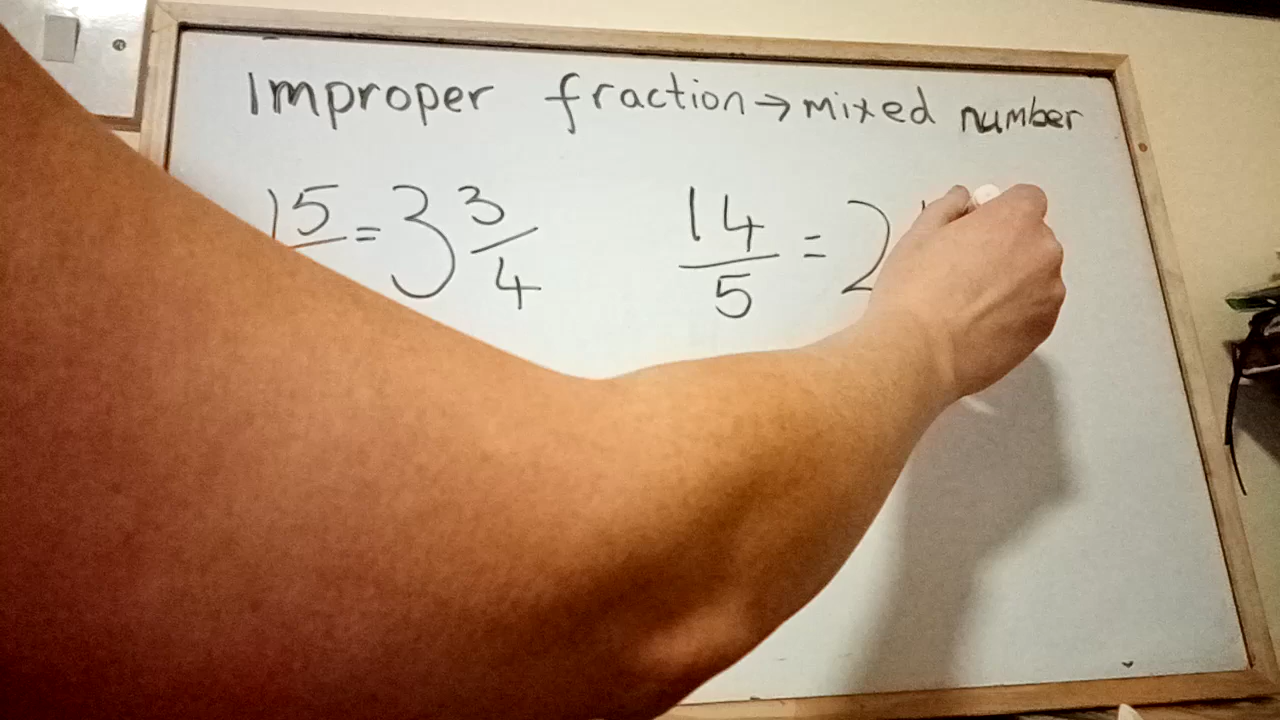 Improper fraction → mixed number
15 = 3 3/4 14/5 = 2